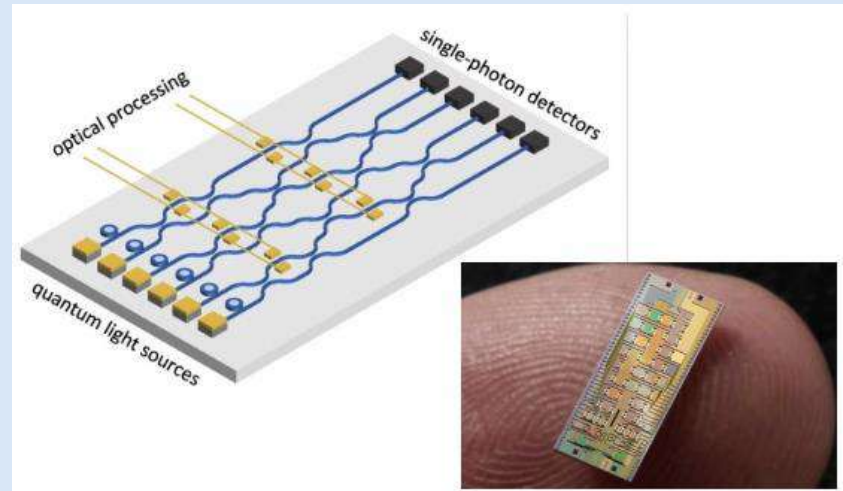 single-photon detectors
optical processing
quantum light sources